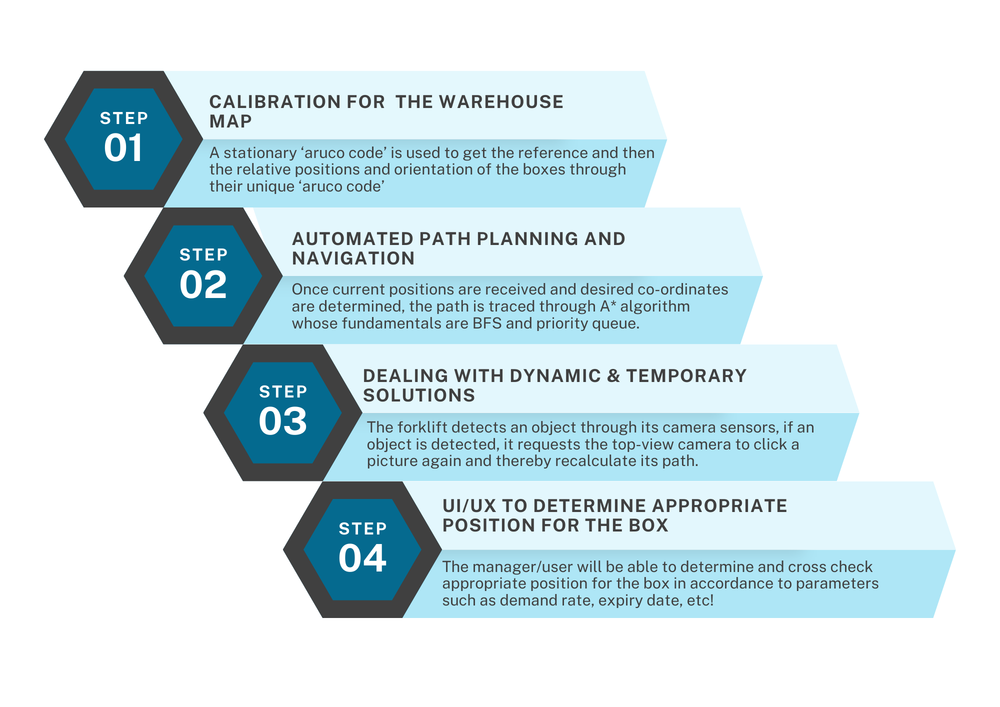 STEP
01
CALIBRATION FOR THE WAREHOUSE
MAP
A stationary ‘aruco code’ is used to get the reference and then
the relative positions and orientation of the boxes through
their unique ‘aruco code’
STEP
02
AUTOMATED PATH PLANNING AND
NAVIGATION
Once current positions are received and desired co-ordinates
are determined, the path is traced through A* algorithm
whose fundamentals are BFS and priority queue.
STEP
03
DEALING WITH DYNAMIC & TEMPORARY
SOLUTIONS
The forklift detects an object through its camera sensors, if an
object is detected, it requests the top-view camera to click a
picture again and thereby recalculate its path.
STEP
04
UI/UX TO DETERMINE APPROPRIATE
POSITION FOR THE BOX
The manager/user will be able to determine and cross check
appropriate position for the box in accordance to parameters
such as demand rate, expiry date, etc!